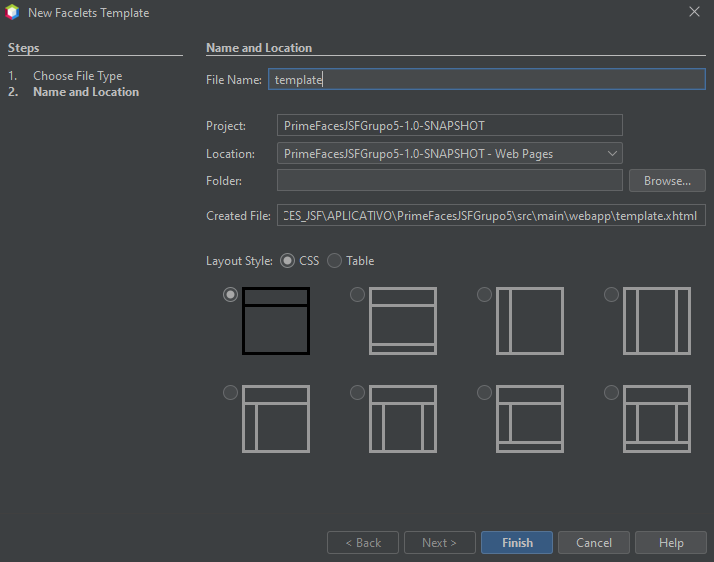 New Facelets Template
Steps
1. Choose File Type
2. Name and Location
Name and Location
File Name: template
Project: PrimeFacesJSFGrupo5-1.0-SNAPSHOT
Location: PrimeFacesJSFGrupo5-1.0-SNAPSHOT - Web Pages
Folder:
Browse...
Created File: CES_JSF\APLICATIVO\PrimeFacesJSFGrupo5\src\main\webapp\template.xhtml
Layout Style: CSS Table
< Back Next > Finish Cancel Help